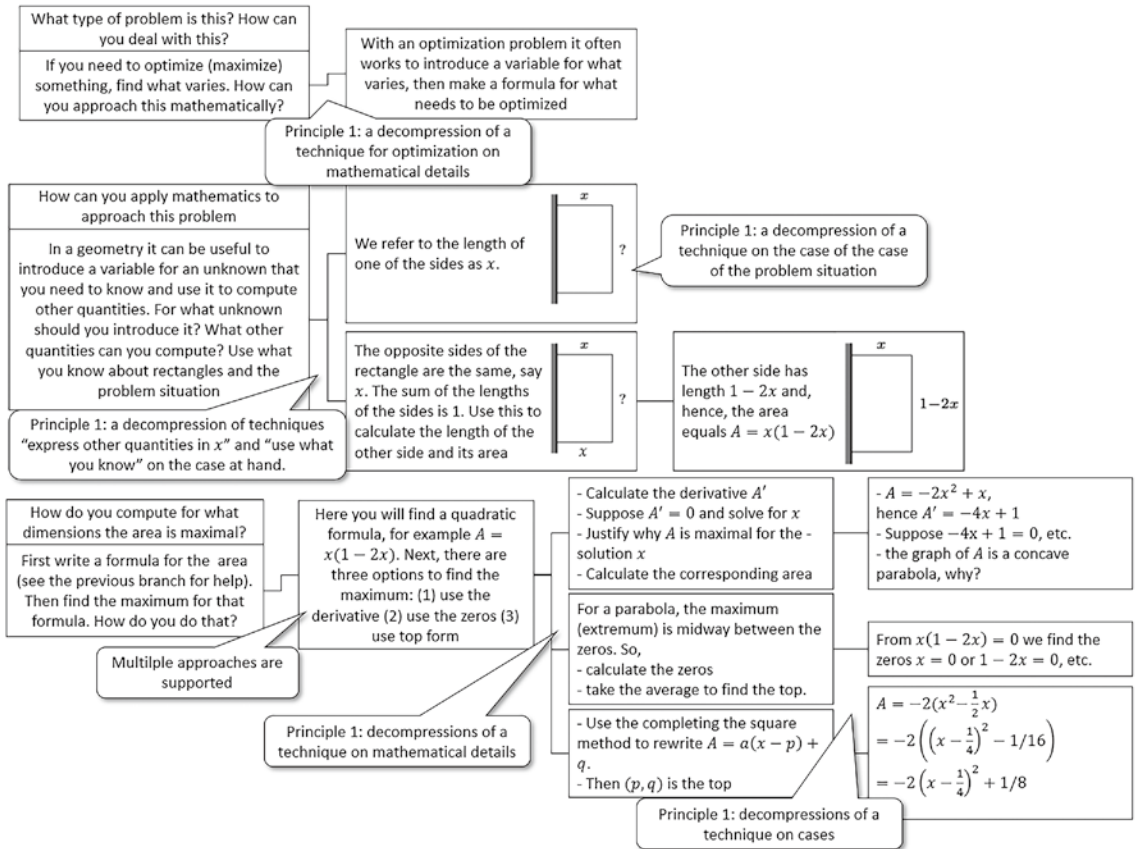 What type of problem is this? How can
you deal with this?
If you need to optimize (maximize)
something, find what varies. How can
you approach this mathematically?
With an optimization problem it often
works to introduce a variable for what
varies, then make a formula for what
needs to be optimized
Principle 1: a decompression of a
technique for optimization on
mathematical details
How can you apply mathematics to
approach this problem
In a geometry it can be useful to
introduce a variable for an unknown that
you need to know and use it to compute
other quantities. For what unknown
should you introduce it? What other
quantities can you compute? Use what
you know about rectangles and the
problem situation
We refer to the length of
one of the sides as x.
x
?
Principle 1: a decompression of a
technique on the case of the case
of the problem situation
The opposite sides of the
rectangle are the same, say
x. The sum of the lengths
of the sides is 1. Use this to
calculate the length of the
other side and its area
x
?
x
The other side has
length 1 − 2x and,
hence, the area
equals A = x(1 − 2x)
x
1−2x
Principle 1: a decompression of techniques
“express other quantities in x” and “use what
you know” on the case at hand.
How do you compute for what
dimensions the area is maximal?
First write a formula for the area
(see the previous branch for help).
Then find the maximum for that
formula. How do you do that?
Here you will find a quadratic
formula, for example A =
x(1 − 2x). Next, there are
three options to find the
maximum: (1) use the
derivative (2) use the zeros (3)
use top form
Multilple approaches are
supported
- Calculate the derivative A′
- Suppose A′ = 0 and solve for x
- Justify why A is maximal for the -
solution x
- Calculate the corresponding area
- A = −2x² + x,
hence A′ = −4x + 1
- Suppose −4x + 1 = 0, etc.
- the graph of A is a concave
parabola, why?
For a parabola, the maximum
(extremum) is midway between the
zeros. So,
- calculate the zeros
- take the average to find the top.
From x(1 − 2x) = 0 we find the
zeros x = 0 or 1 − 2x = 0, etc.
Principle 1: decompressions of a
technique on mathematical details
- Use the completing the square
method to rewrite A = a(x − p) +
q.
- Then (p, q) is the top
A = −2(x² − 1/2 x)
= −2((x − 1/4)² − 1/16)
= −2(x − 1/4)² + 1/8
Principle 1: decompressions of a
technique on cases